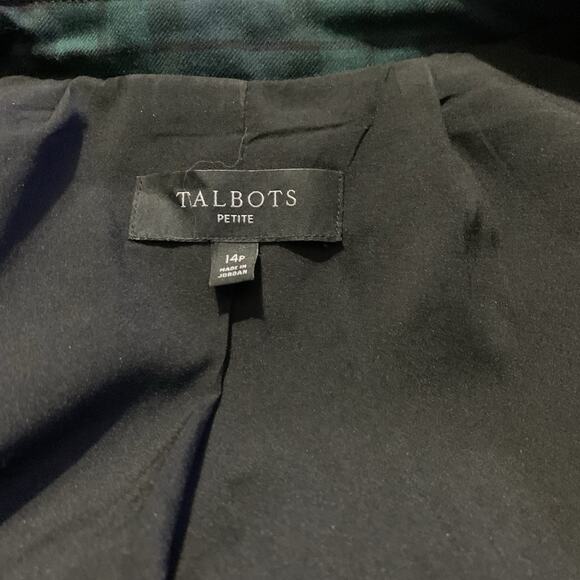 TALBOTS
PETITE
14P
MADE IN
JORDAN